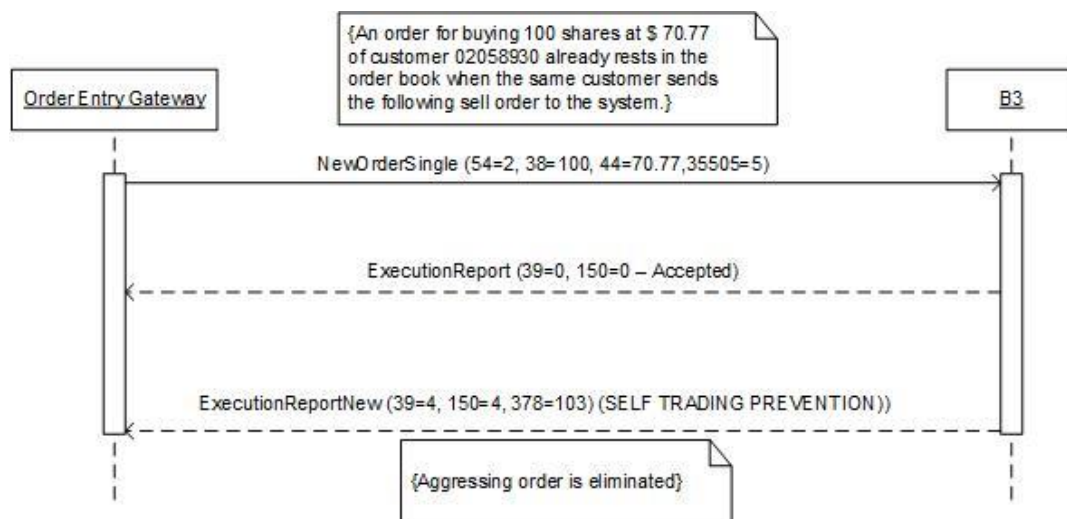 {An order for buying 100 shares at $ 70.77
of customer 02058930 already rests in the
order book when the same customer sends
the following sell order to the system.}
Order Entry Gateway
B3
NewOrderSingle (54=2, 38=100, 44=70.77,35505=5)
ExecutionReport (39=0, 150=0 – Accepted)
ExecutionReportNew (39=4, 150=4, 378=103) (SELF TRADING PREVENTION))
{Aggressing order is eliminated}